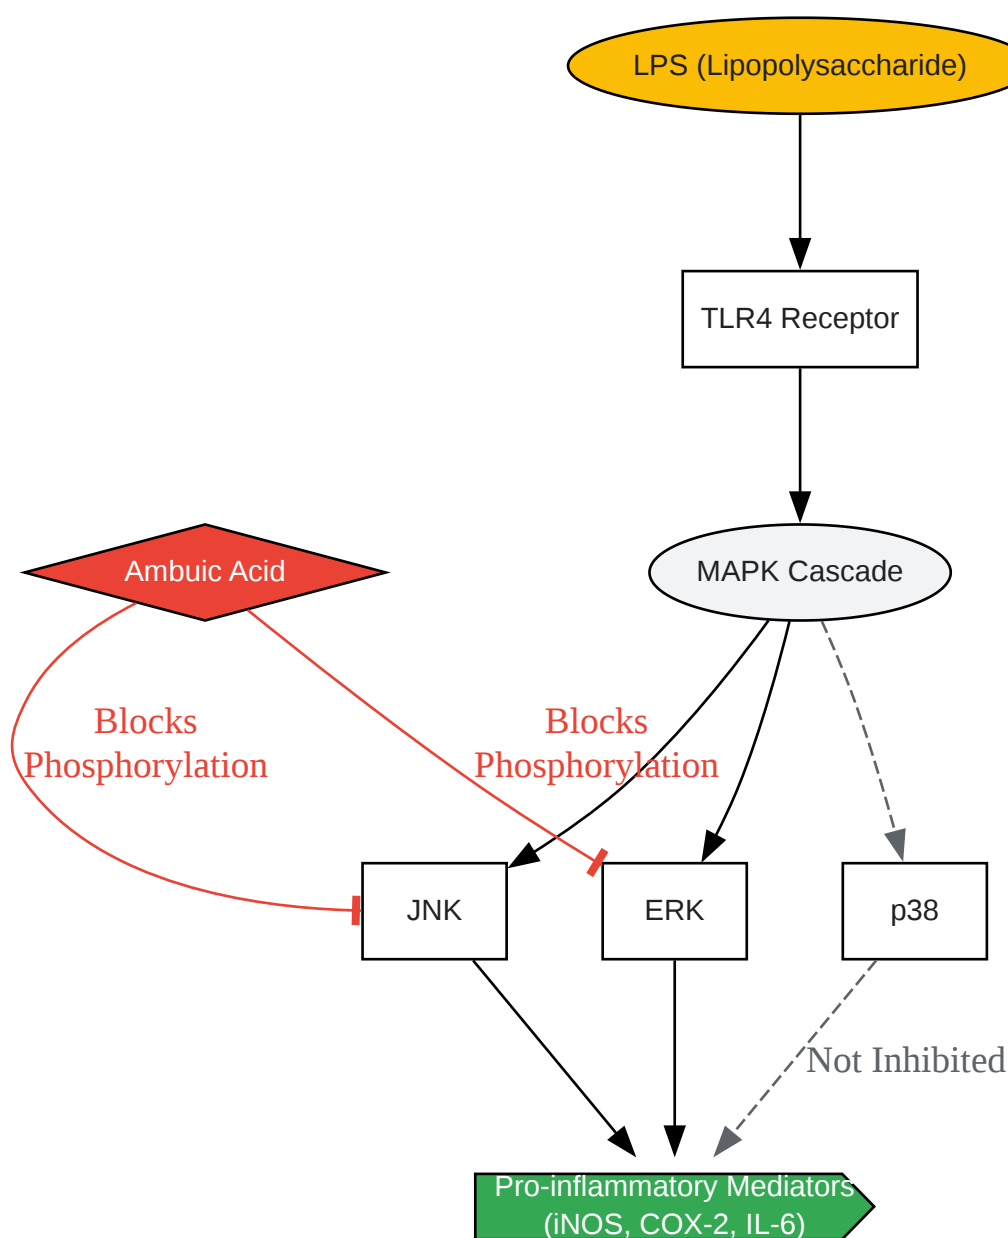 LPS (Lipopolysaccharide)
TLR4 Receptor
Ambuic Acid
MAPK Cascade
Blocks
Phosphorylation
Blocks
Phosphorylation
JNK
ERK
p38
Not Inhibited
Pro-inflammatory Mediators
(iNOS, COX-2, IL-6)